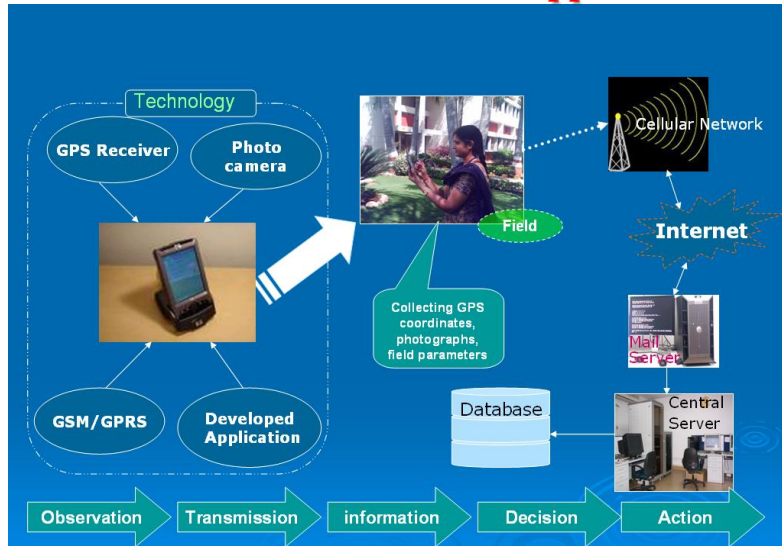 Technology
GPS Receiver
Photo
camera
GSM/GPRS
Developed
Application
Field
Collecting GPS
coordinates,
photographs,
field parameters
Cellular Network
Internet
Mail
Server
Central
Server
Database
Observation
Transmission
information
Decision
Action